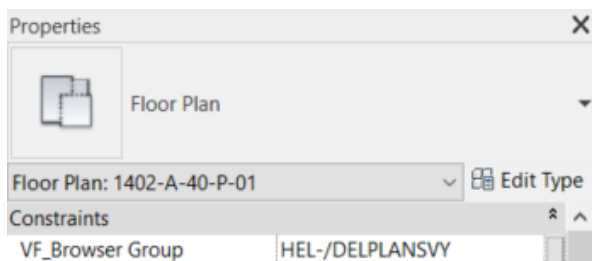 Properties
Floor Plan
Floor Plan: 1402-A-40-P-01 Edit Type
Constraints
VF_Browser Group HEL-/DELPLANSVY